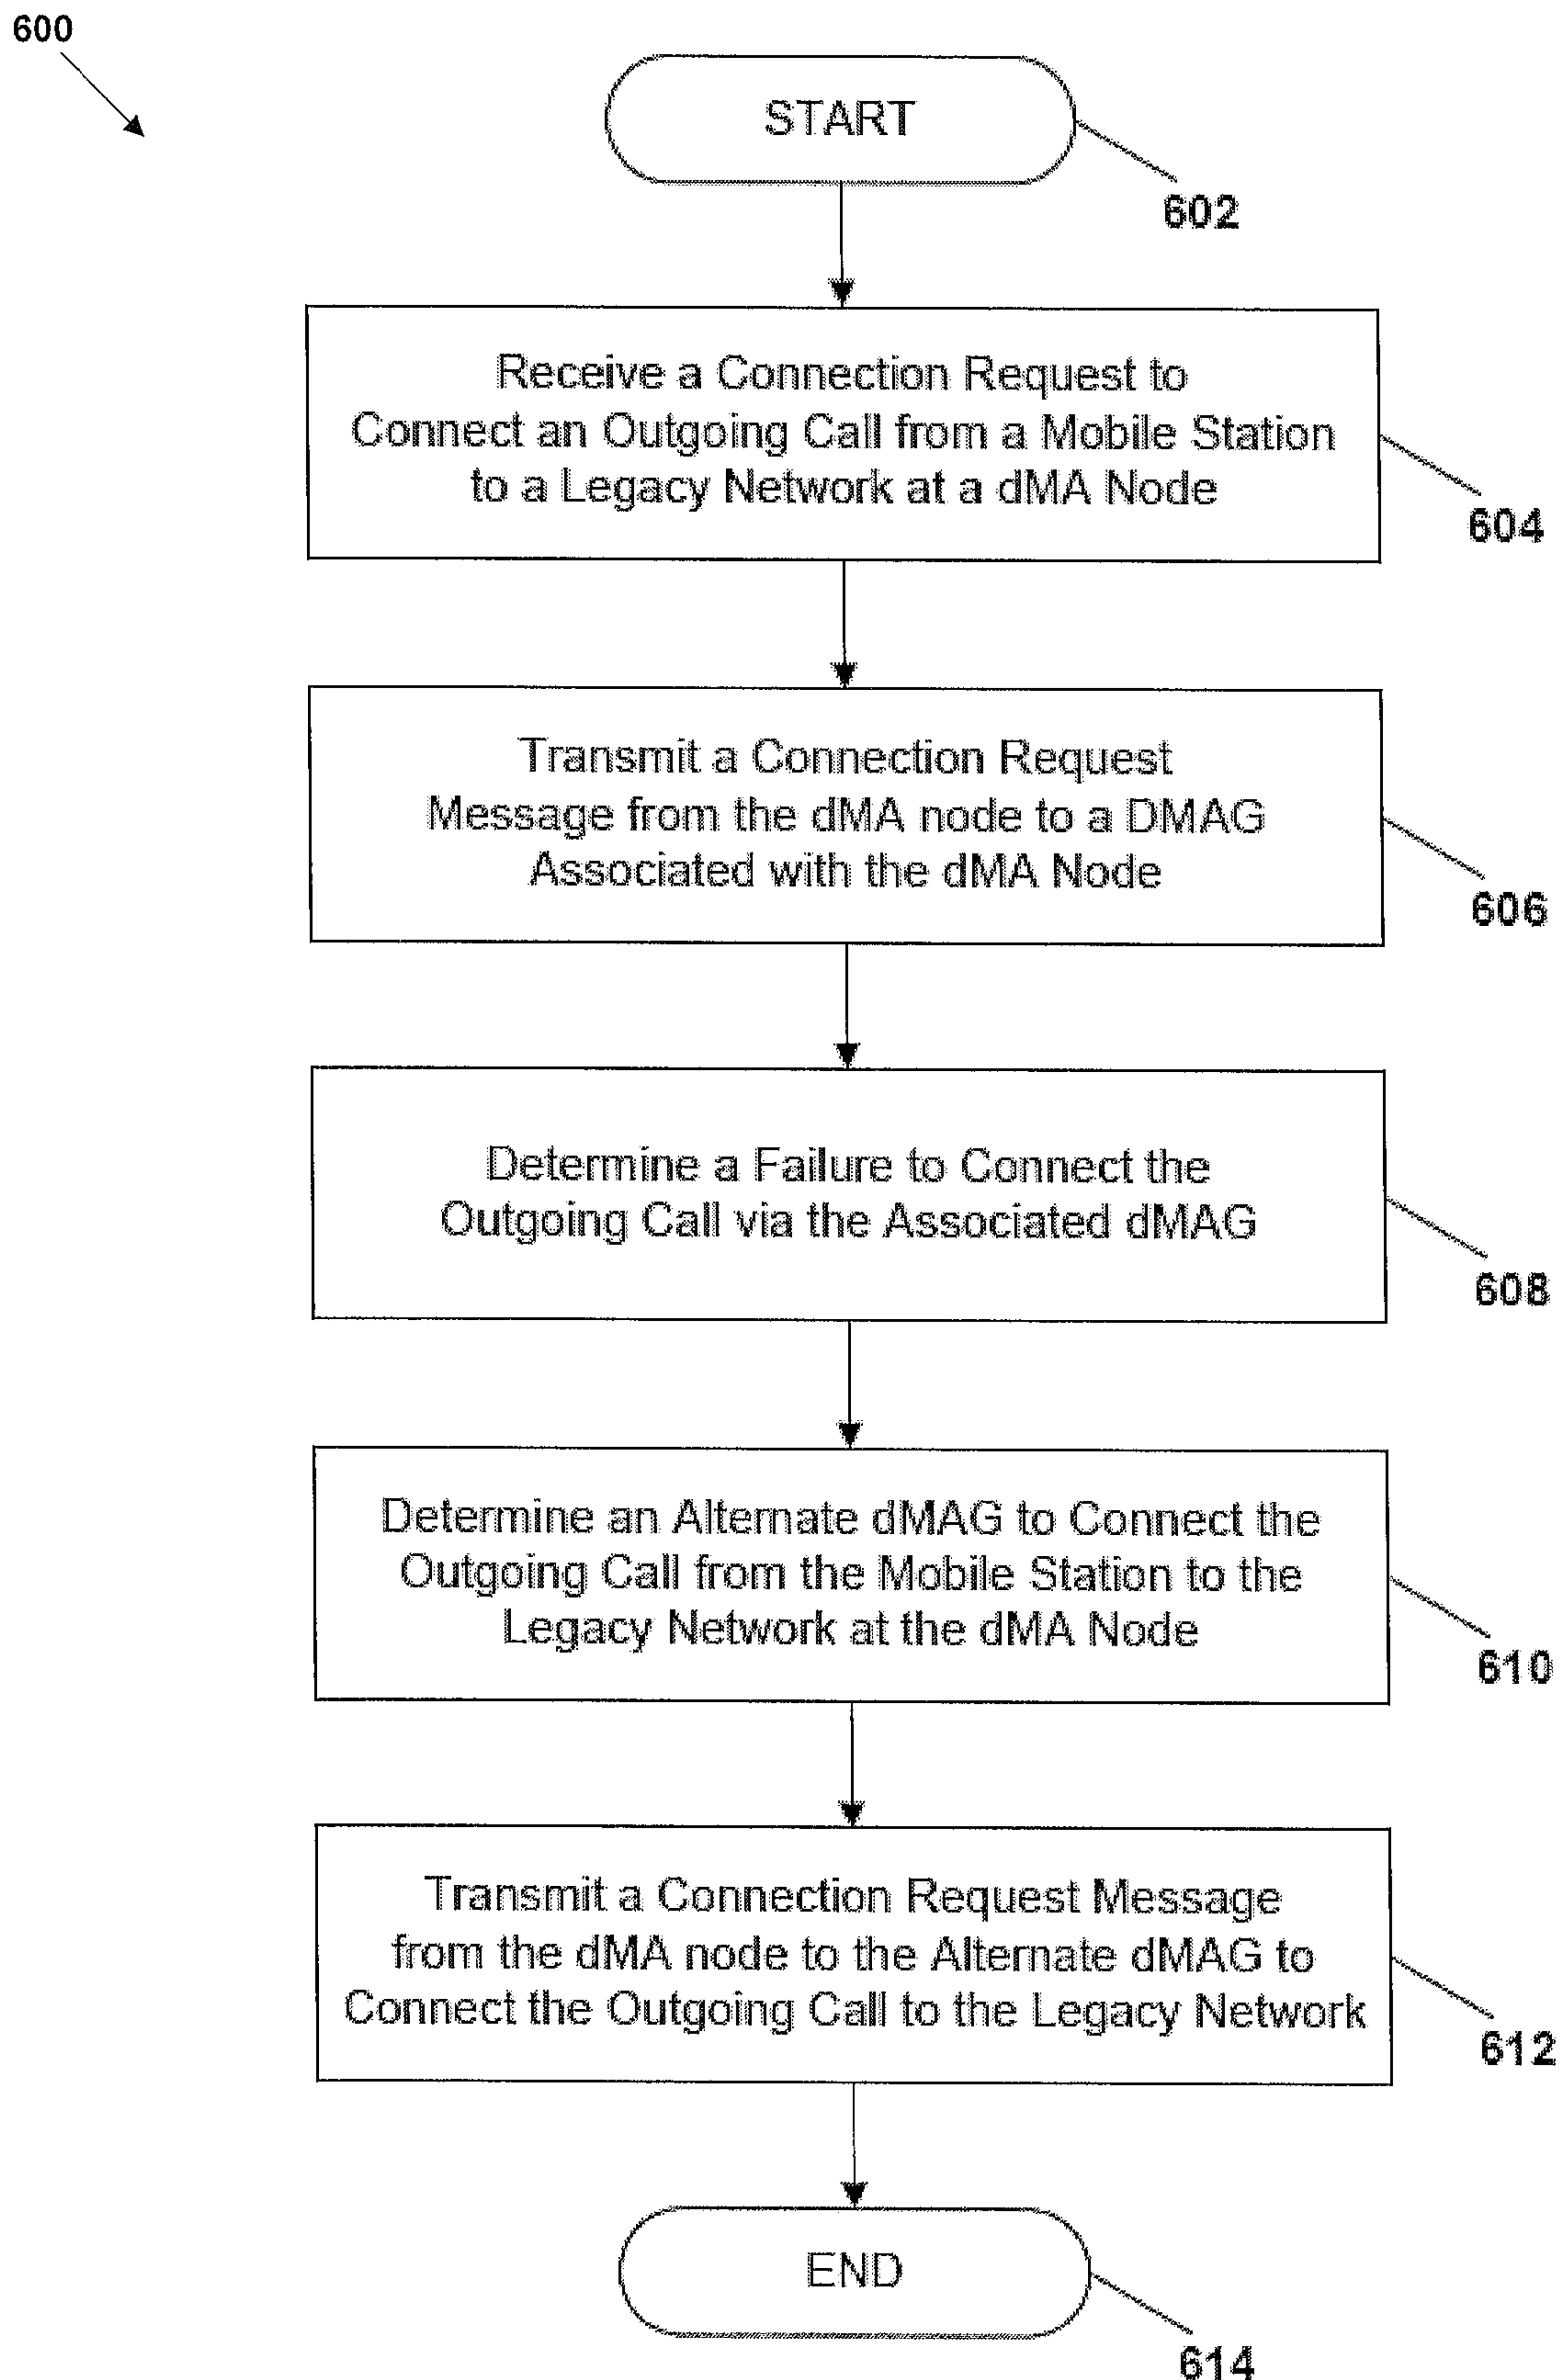 600
START
602
Receive a Connection Request to
Connect an Outgoing Call from a Mobile Station
to a Legacy Network at a dMA Node
604
Transmit a Connection Request
Message from the dMA node to a DMAG
Associated with the dMA Node
606
Determine a Failure to Connect the
Outgoing Call via the Associated dMAG
608
Determine an Alternate dMAG to Connect the
Outgoing Call from the Mobile Station to the
Legacy Network at the dMA Node
610
Transmit a Connection Request Message
from the dMA node to the Alternate dMAG to
Connect the Outgoing Call to the Legacy Network
612
END
614